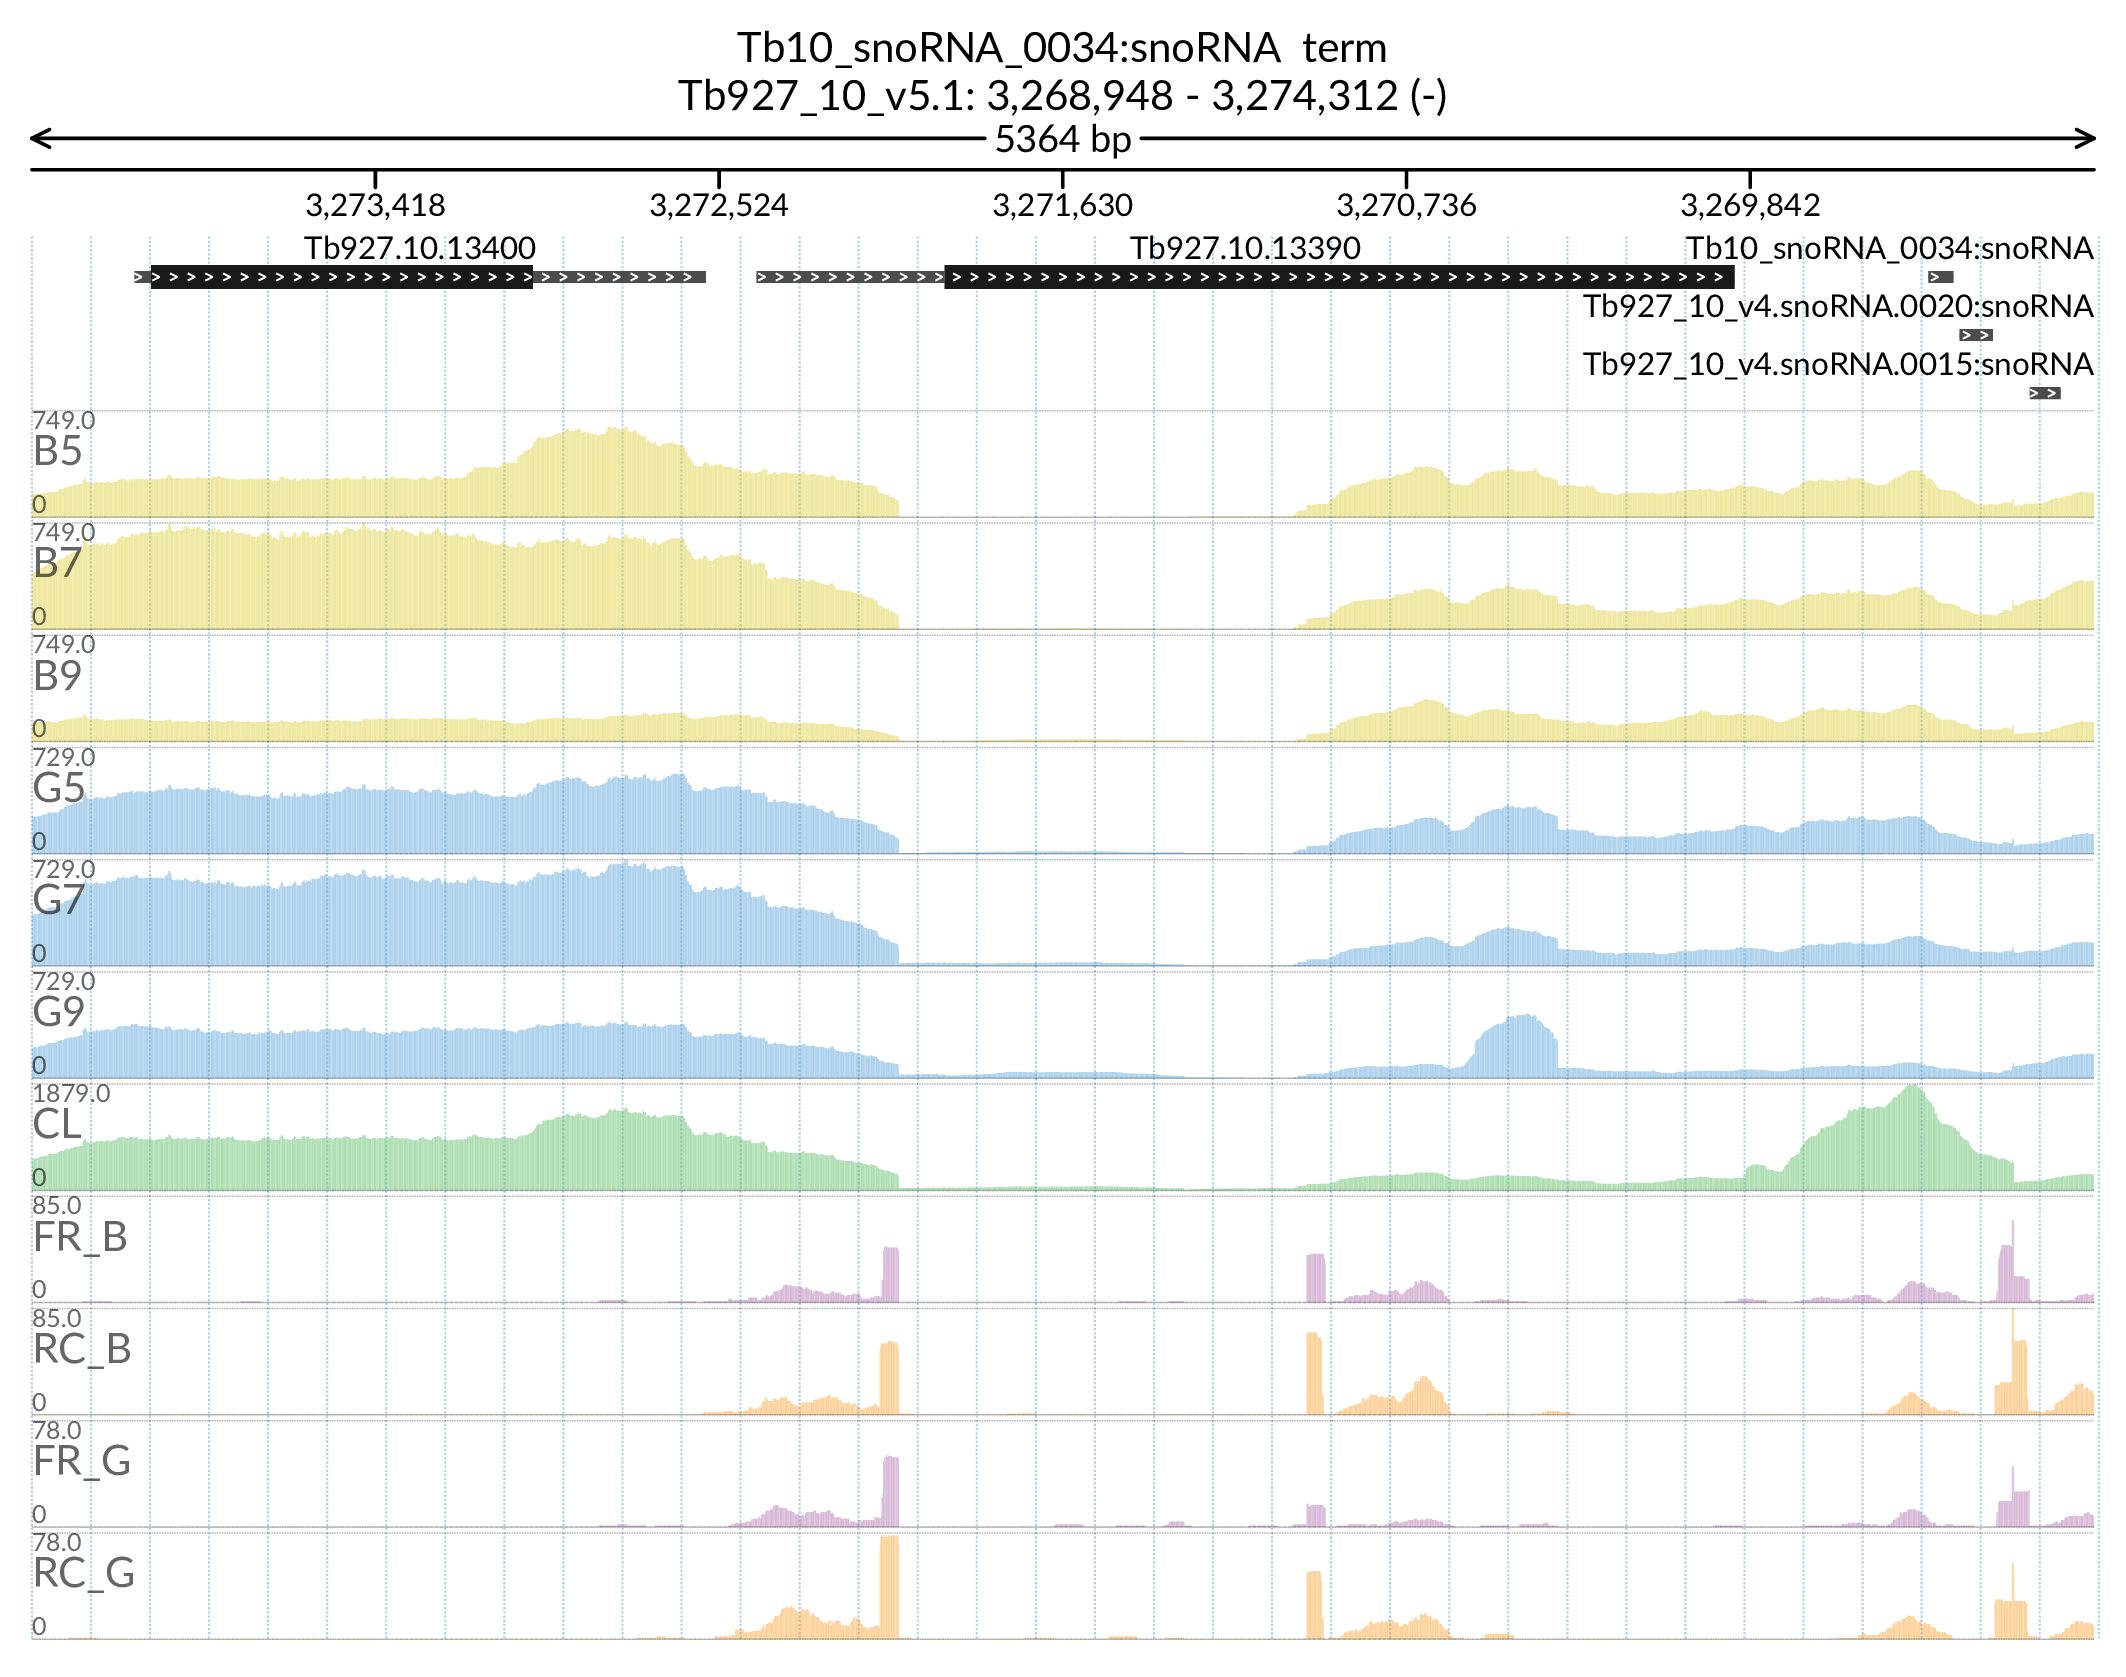 Tb10_snoRNA_0034:snoRNA term
Tb927_10_v5.1: 3,268,948 - 3,274,312 (-)
5364 bp
3,273,418 3,272,524 3,271,630 3,270,736 3,269,842
Tb927.10.13400 Tb927.10.13390 Tb10_snoRNA_0034:snoRNA
Tb927_10_v4.snoRNA.0020:snoRNA
Tb927_10_v4.snoRNA.0015:snoRNA
749.0
B5
0
749.0
B7
0
749.0
B9
0
729.0
G5
0
729.0
G7
0
729.0
G9
0
1879.0
CL
0
85.0
FR_B
0
85.0
RC_B
0
78.0
FR_G
0
78.0
RC_G
0